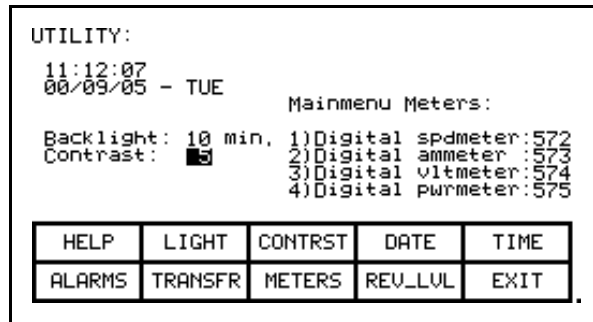 UTILITY:
11:12:07
00/09/05 - TUE
Mainmenu Meters:
Backlight: 10 min, 1)Digital spdmeter:572
Contrast: 5 2)Digital ammeter :573
3)Digital vltmeter:574
4)Digital pwrmeter:575
HELP LIGHT CONTRST DATE TIME
ALARMS TRANSFR METERS REV_LVL EXIT